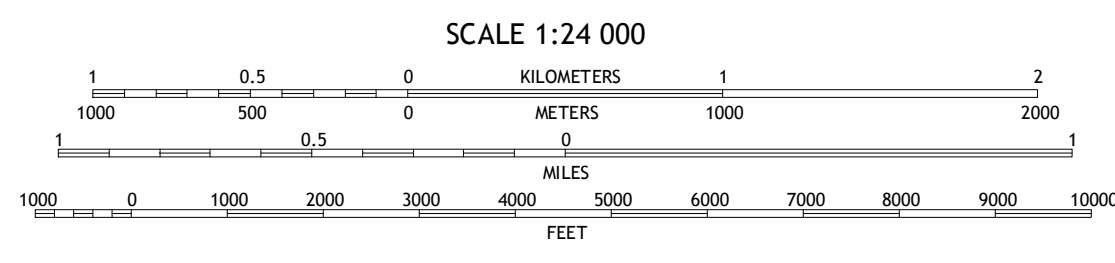 SCALE 1:24 000
1 0.5 0 KILOMETERS 1 2
1000 500 0 METERS 1000 2000
1 0.5 0 1
MILES
1000 0 1000 2000 3000 4000 5000 6000 7000 8000 9000 10000
FEET